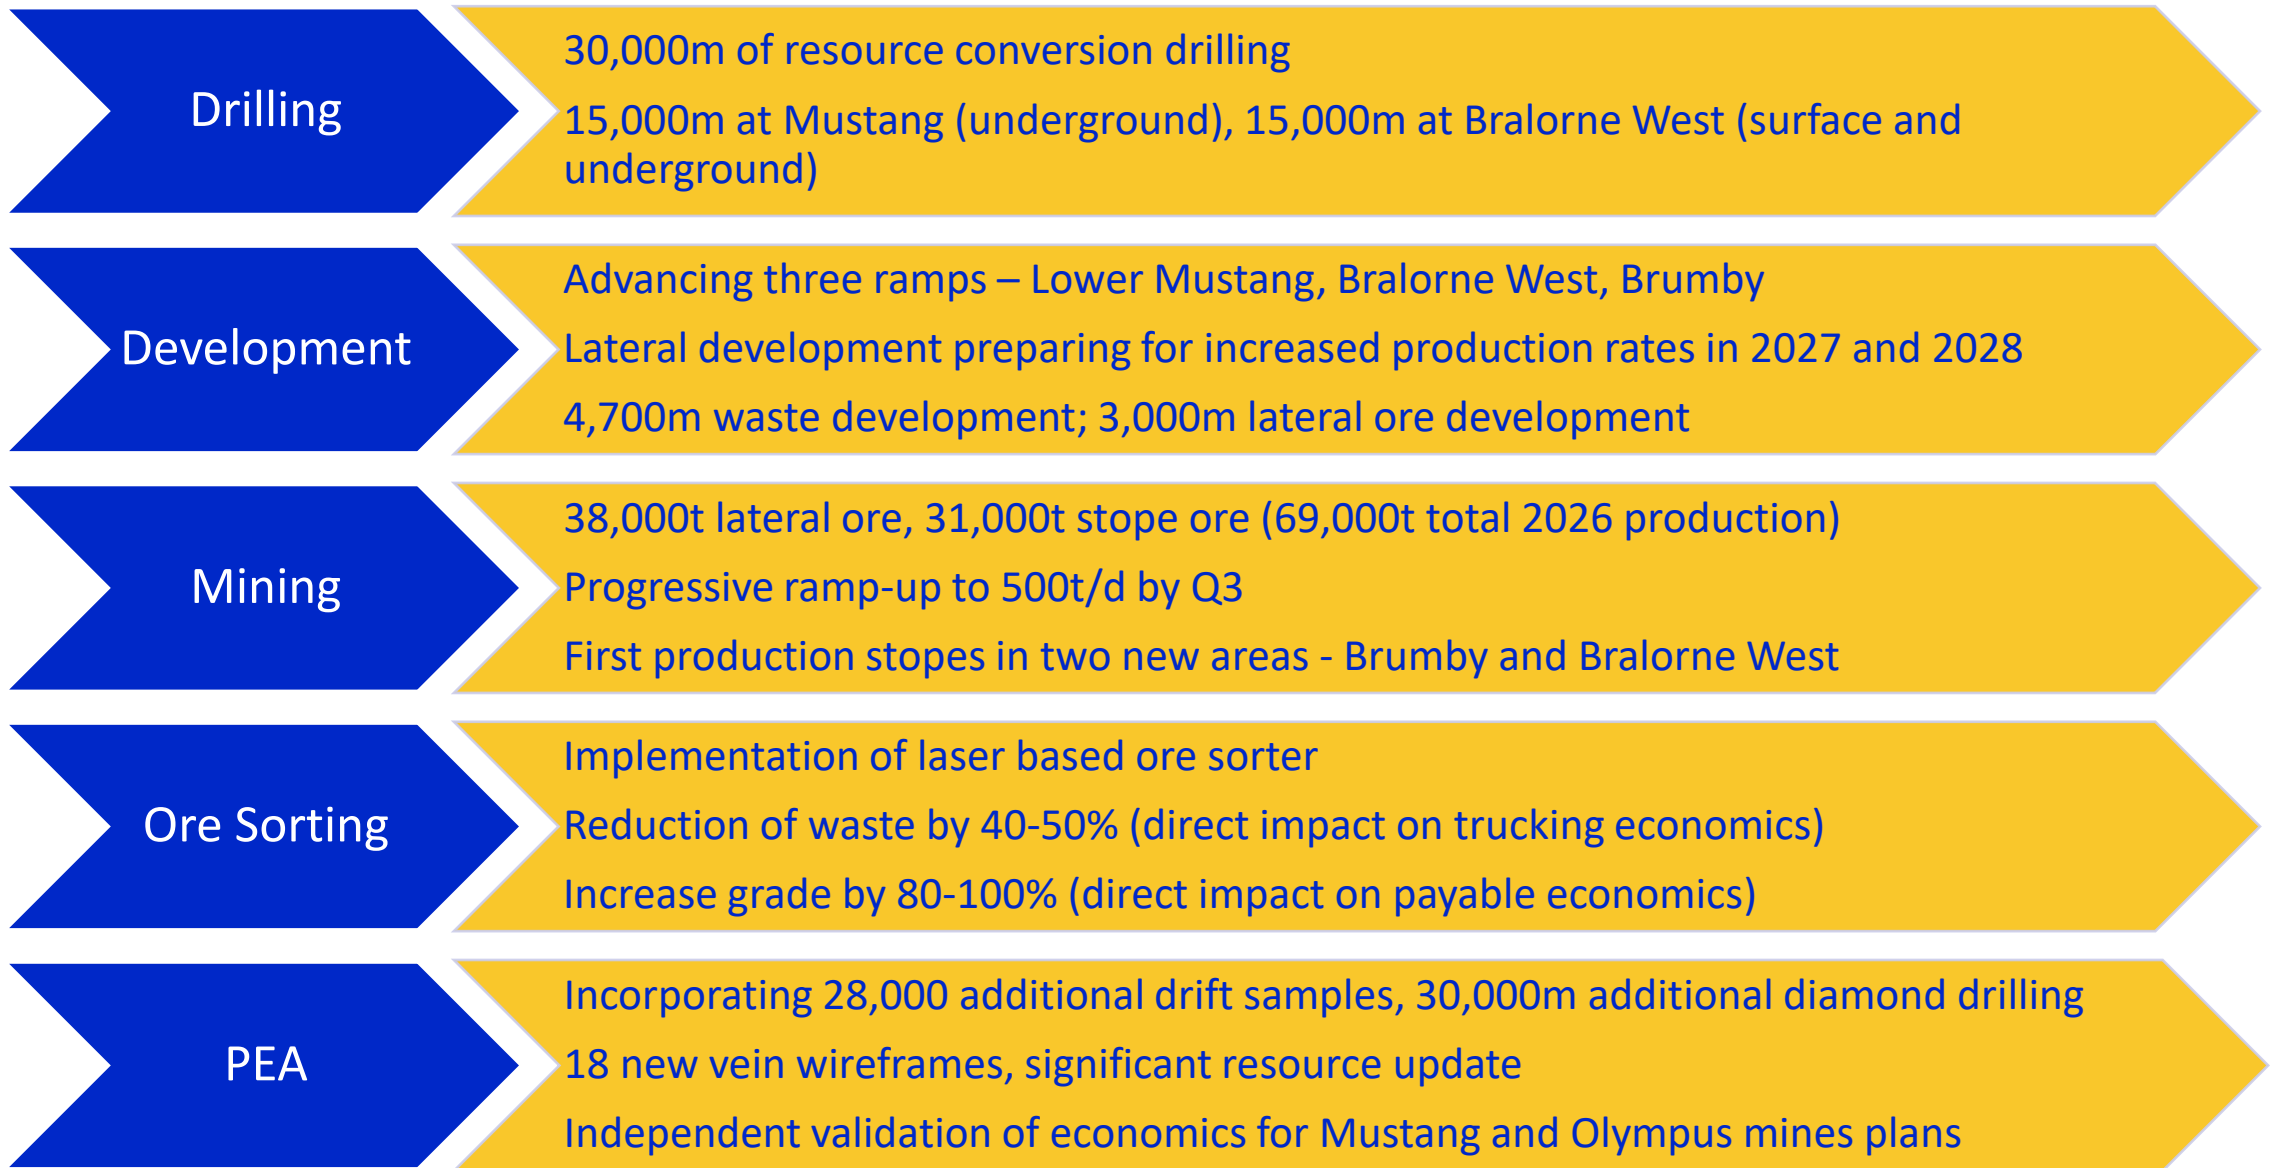 Drilling
30,000m of resource conversion drilling
15,000m at Mustang (underground), 15,000m at Bralorne West (surface and
underground)
Development
Advancing three ramps – Lower Mustang, Bralorne West, Brumby
Lateral development preparing for increased production rates in 2027 and 2028
4,700m waste development; 3,000m lateral ore development
Mining
38,000t lateral ore, 31,000t stope ore (69,000t total 2026 production)
Progressive ramp-up to 500t/d by Q3
First production stopes in two new areas - Brumby and Bralorne West
Ore Sorting
Implementation of laser based ore sorter
Reduction of waste by 40-50% (direct impact on trucking economics)
Increase grade by 80-100% (direct impact on payable economics)
PEA
Incorporating 28,000 additional drift samples, 30,000m additional diamond drilling
18 new vein wireframes, significant resource update
Independent validation of economics for Mustang and Olympus mines plans